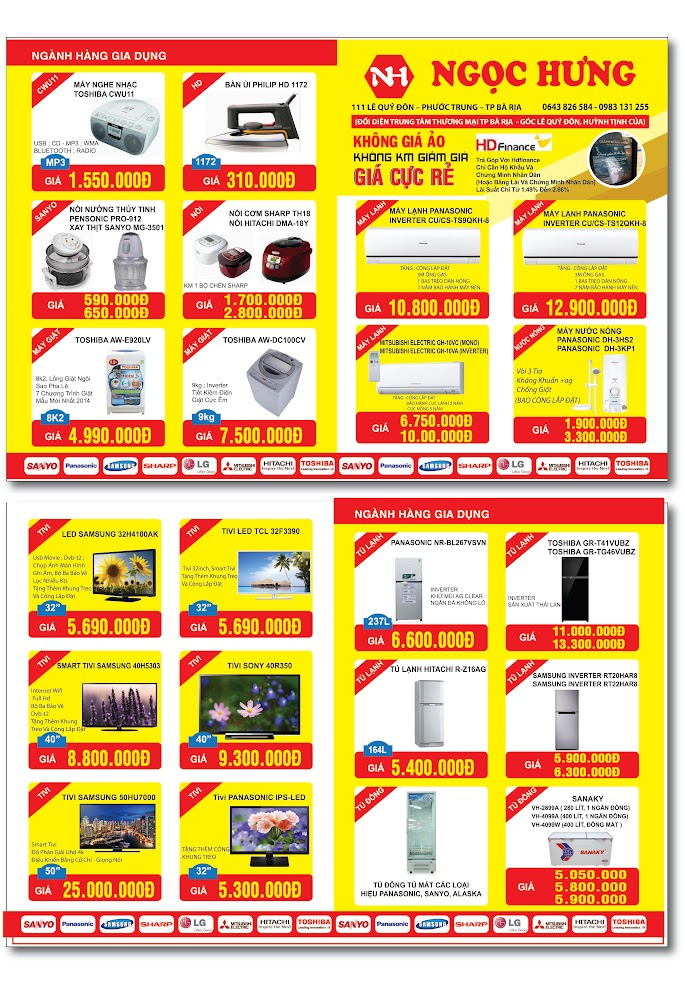 NGÀNH HÀNG GIA DỤNG
CWU11
MÁY NGHE NHẠC
TOSHIBA CWU11
USB ; CD - MP3 ; WMA
BLUETOOTH ; RADIO
MP3
GIÁ 1.550.000Đ
HD
BÀN ỦI PHILIP HD 1172
1172
GIÁ 310.000Đ
SANYO
NỒI NƯỚNG THỦY TINH
PENSONIC PRO-912
XAY THỊT SANYO MG-3501
GIÁ 590.000Đ
650.000Đ
NỒI
NỒI CƠM SHARP TH18
NỒI HITACHI DMA-18Y
KM 1 BỘ CHÉN SHARP
GIÁ 1.700.000Đ
2.800.000Đ
MÁY GIẶT
TOSHIBA AW-E920LV
8k2, Lồng Giặt Ngôi
Sao Pha Lê
7 Chương Trình Giặt
Mẫu Mới Nhất 2014
8K2
GIÁ 4.990.000Đ
MÁY GIẶT
TOSHIBA AW-DC100CV
9kg ; Inverter
Tiết Kiệm Điện
Giặt Cực Êm
9kg
GIÁ 7.500.000Đ
NH NGỌC HƯNG
111 LÊ QUÝ ĐÔN – PHƯỚC TRUNG – TP BÀ RỊA 0643 826 584 - 0983 131 255
(ĐỐI DIỆN TRUNG TÂM THƯƠNG MẠI TP BÀ RỊA - GÓC LÊ QUÝ ĐÔN, HUỲNH TỊNH CỦA)
KHÔNG GIÁ ẢO
KHÔNG KM GIẢM GIÁ
GIÁ CỰC RẺ
HD Finance
Trả Góp Với Hdfinance
Chỉ Cần Hộ Khẩu Và
Chứng Minh Nhân Dân
(Hoặc Bằng Lái Và Chứng Minh Nhân Dân)
Lãi Suất Chỉ Từ 1.49% Đến 2.66%
MÁY LẠNH
MÁY LẠNH PANASONIC
INVERTER CU/CS-TS9QKH-8
TẶNG : CÔNG LẮP ĐẶT
3M ỐNG GAS
1 BAS TREO DÀN NÓNG
7 NĂM BẢO HÀNH MÁY NÉN
GIÁ 10.800.000Đ
MÁY LẠNH
MÁY LẠNH PANASONIC
INVERTER CU/CS-TS12QKH-8
TẶNG : CÔNG LẮP ĐẶT
3M ỐNG GAS
1 BAS TREO DÀN NÓNG
7 NĂM BẢO HÀNH MÁY NÉN
GIÁ 12.900.000Đ
MÁY LẠNH
MITSUBISHI ELECTRIC GH-10VC (MONO)
MITSUBISHI ELECTRIC GH-10VA (INVERTER)
TẶNG : CÔNG LẮP ĐẶT
BẢO HÀNH CỤC LẠNH 2 NĂM
CỤC NÓNG 5 NĂM
GIÁ 6.750.000Đ
10.00.000Đ
NƯỚC NÓNG
MÁY NƯỚC NÓNG
PANASONIC DH-3HS2
PANASONIC DH-3KP1
Vòi 3 Tia
Kháng Khuẩn +ag
Chống Giật
(BAO CÔNG LẮP ĐẶT)
GIÁ 1.900.000Đ
3.300.000Đ
SANYO Panasonic SAMSUNG SHARP LG MITSUBISHI ELECTRIC HITACHI Inspire the Next TOSHIBA Leading Innovation SANYO Panasonic SAMSUNG SHARP LG MITSUBISHI ELECTRIC HITACHI Inspire the Next TOSHIBA Leading Innovation
TIVI
LED SAMSUNG 32H4100AK
Usb Movie ; Dvb-t2 ;
Chụp Ảnh Màn Hình
Ghi Âm, Bộ Ba Bảo Vệ
Lọc Nhiễu Kts
Tặng Thêm Khung Treo
Và Công Lắp Đặt
32"
GIÁ 5.690.000Đ
TIVI
TIVI LED TCL 32F3390
Tivi 32inch, Smart Tivi
Tặng Thêm Khung Treo
Và Công Lắp Đặt
32"
GIÁ 5.690.000Đ
TIVI
SMART TIVI SAMSUNG 40H5303
Internet Wifi
Full Hd
Bộ Ba Bảo Vệ
Dvb-t2
Tặng Thêm Khung
Treo Và Công Lắp Đặt
40"
GIÁ 8.800.000Đ
TIVI
TIVI SONY 40R350
40"
GIÁ 9.300.000Đ
TIVI
TIVI SAMSUNG 50HU7000
Smart Tivi
Độ Phân Giải Uhd 4k
Điều Khiển Bằng Cử Chỉ - Giọng Nói
50"
GIÁ 25.000.000Đ
TIVI
Tivi PANASONIC IPS-LED
TẶNG THÊM CÔNG
KHUNG TREO
32"
GIÁ 5.300.000Đ
NGÀNH HÀNG GIA DỤNG
TỦ LẠNH
PANASONIC NR-BL267VSVN
INVERTER
KHỬ MÙI AG CLEAR
NGĂN ĐÁ KHỔNG LỒ
237L
GIÁ 6.600.000Đ
TỦ LẠNH
TOSHIBA GR-T41VUBZ
TOSHIBA GR-TG46VUBZ
INVERTER
SẢN XUẤT THÁI LAN
GIÁ 11.000.000Đ
13.300.000Đ
TỦ LẠNH
TỦ LẠNH HITACHI R-Z16AG
164L
GIÁ 5.400.000Đ
TỦ LẠNH
SAMSUNG INVERTER RT20HAR8
SAMSUNG INVERTER RT22HAR8
GIÁ 5.900.000Đ
6.300.000Đ
TỦ ĐÔNG
TỦ ĐÔNG TỦ MÁT CÁC LOẠI
HIỆU PANASONIC, SANYO, ALASKA
TỦ ĐÔNG
SANAKY
VH-2899A ( 280 LÍT, 1 NGĂN ĐÔNG)
VH-4099A (400 LÍT, 1 NGĂN ĐÔNG)
VH-4099W (400 LÍT, ĐÔNG MÁT )
SANAKY
GIÁ 5.050.000
5.800.000
5.900.000
SANYO Panasonic SAMSUNG SHARP LG MITSUBISHI ELECTRIC HITACHI Inspire the Next TOSHIBA Leading Innovation SANYO Panasonic SAMSUNG SHARP LG MITSUBISHI ELECTRIC HITACHI Inspire the Next TOSHIBA Leading Innovation